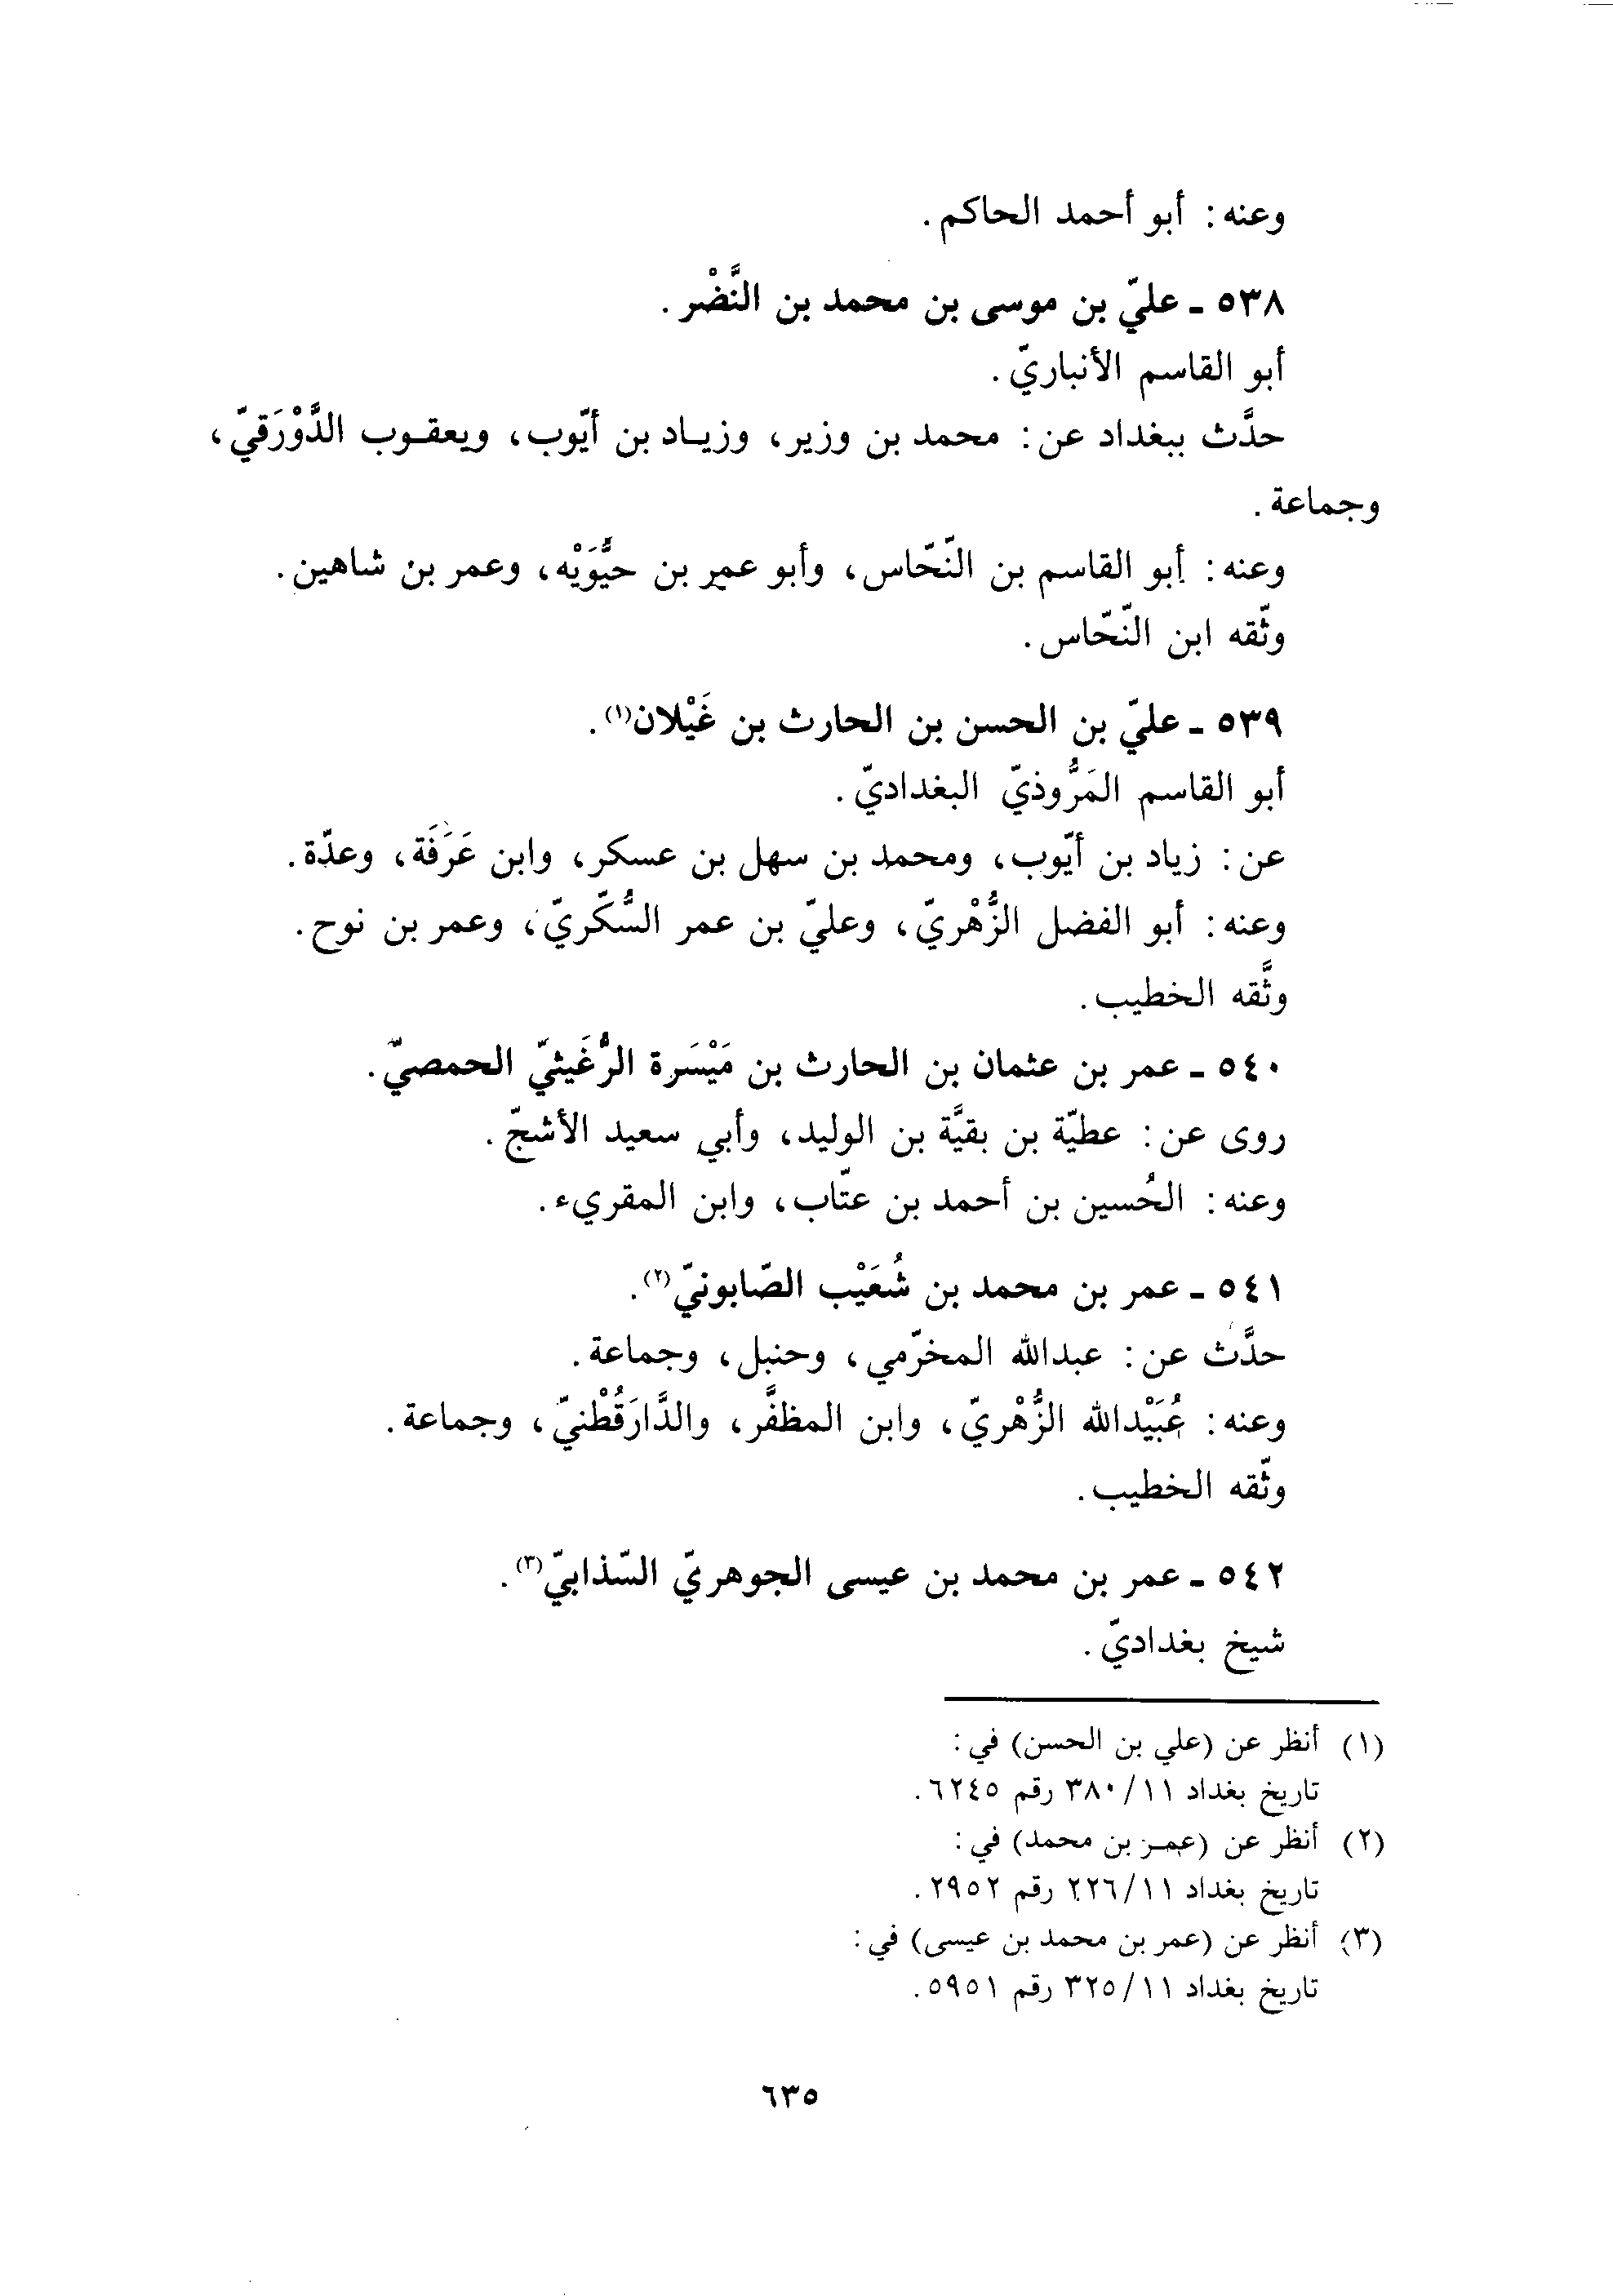 وعنه: أبو أحمد الحاكم.
٥٣٨ ـ عليّ بن موسى بن محمد بن النَّضْر.
أبو القاسم الأنباريّ.
حدَّث ببغداد عن: محمد بن وزير، وزيـاد بن أيّوب، ويعقـوب الدَّوْرَقيّ،
وجماعة.
وعنه: أبو القاسم بن النّحّاس، وأبو عمر بن حيُّوَيْه، وعمر بن شاهين.
وثّقه ابن النّحّاس.
٥٣٩ ـ عليّ بن الحسن بن الحارث بن غَيْلان(١).
أبو القاسم المَرُّوذيّ البغداديّ.
عن: زياد بن أيّوب، ومحمد بن سهل بن عسكر، وابن عَرَفَة، وعدّة.
وعنه: أبو الفضل الزُّهْريّ، وعليّ بن عمر السُّكّريّ، وعمر بن نوح.
وثَّقه الخطيب.
٥٤٠ ـ عمر بن عثمان بن الحارث بن مَيْسَرة الرُّغَيثيّ الحمصيّ.
روى عن: عطيّة بن بقيَّة بن الوليد، وأبي سعيد الأشجّ.
وعنه: الحُسين بن أحمد بن عتّاب، وابن المقريء.
٥٤١ ـ عمر بن محمد بن شُعَيْب الصّابونيّ(٢).
حدَّث عن: عبدالله المخرّمي، وحنبل، وجماعة.
وعنه: عُبَيْدالله الزُّهْريّ، وابن المظفَّر، والدَّارَقُطْنيّ، وجماعة.
وثّقه الخطيب.
٥٤٢ ـ عمر بن محمد بن عيسى الجوهريّ السّذابيّ(٣).
شيخ بغداديّ.
(١) أنظر عن (علي بن الحسن) في:
تاريخ بغداد ٣٨٠/١١ رقم ٦٢٤٥.
(٢) أنظر عن (عمـر بن محمد) في:
تاريخ بغداد ٢٢٦/١١ رقم ٢٩٥٢.
(٣) أنظر عن (عمر بن محمد بن عيسى) في:
تاريخ بغداد ٣٢٥/١١ رقم ٥٩٥١.
٦٣٥